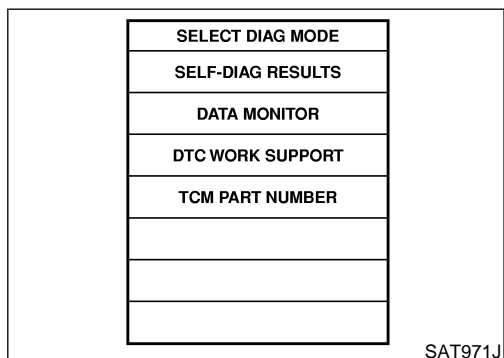 SELECT DIAG MODE
SELF-DIAG RESULTS
DATA MONITOR
DTC WORK SUPPORT
TCM PART NUMBER
SAT971J